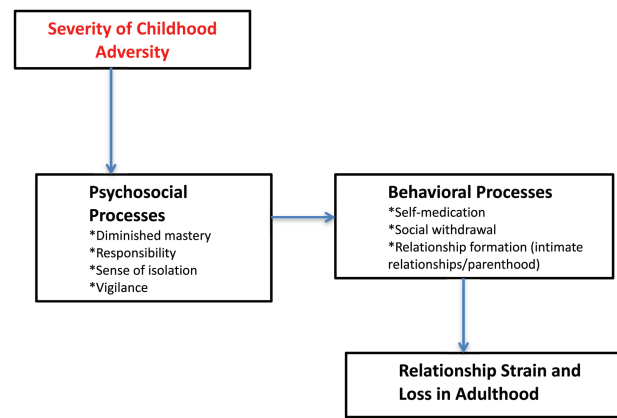 Severity of Childhood
Adversity
Psychosocial
Processes
*Diminished mastery
*Responsibility
*Sense of isolation
*Vigilance
Behavioral Processes
*Self-medication
*Social withdrawal
*Relationship formation (intimate
relationships/parenthood)
Relationship Strain and
Loss in Adulthood